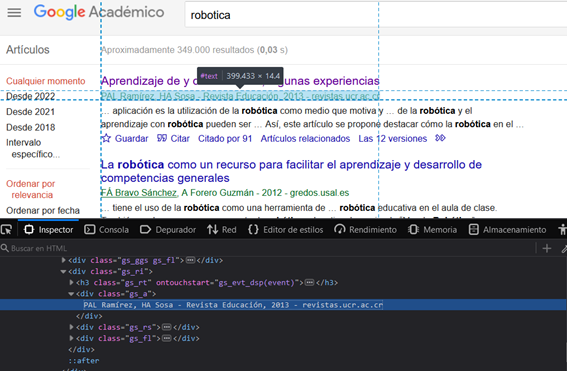 Google Académico
robotica
Artículos
Aproximadamente 349.000 resultados (0,03 s)
Cualquier momento
Desde 2022
Desde 2021
Desde 2018
Intervalo
específico...
Ordenar por
relevancia
Ordenar por fecha
#text 399.433 × 14.4
Aprendizaje de y unas experiencias
PAL Ramírez, HA Sosa - Revista Educación, 2013 - revistas.ucr.ac.cr
... aplicación es la utilización de la robótica como medio que motiva y ... de la robótica y el
aprendizaje con robótica pueden ser ... Así, este artículo se propone destacar cómo la robótica en el ...
Guardar Citar Citado por 91 Artículos relacionados Las 12 versiones
La robótica como un recurso para facilitar el aprendizaje y desarrollo de
competencias generales
FÁ Bravo Sánchez, A Forero Guzmán - 2012 - gredos.usal.es
... tiene el uso de la robótica como una herramienta de ... robótica educativa en el aula de clase.
Inspector Consola Depurador Red Editor de estilos Rendimiento Memoria Almacenamiento
Buscar en HTML
<div class="gs_ggs gs_fl"></div>
<div class="gs_ri">
<h3 class="gs_rt" ontouchstart="gs_evt_dsp(event)"></h3>
<div class="gs_a">
PAL Ramírez, HA Sosa - Revista Educación, 2013 - revistas.ucr.ac.cr
</div>
<div class="gs_rs"></div>
<div class="gs_fl"></div>
</div>
::after
</div>